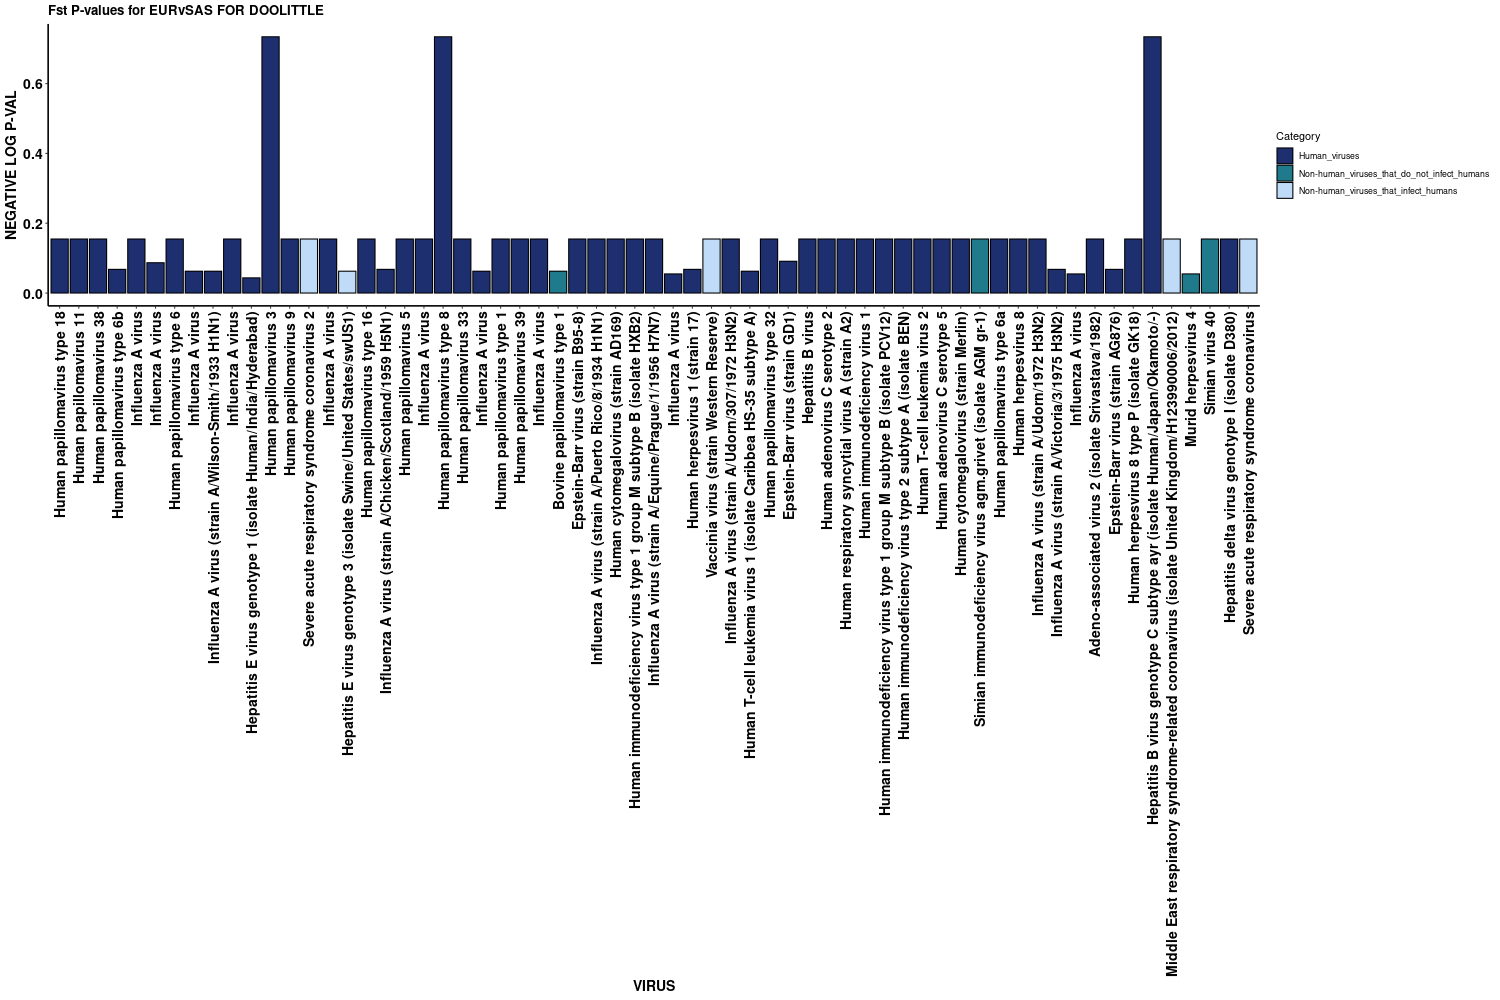 Fst P-values for EURvSAS FOR DOOLITTLE
NEGATIVE LOG P-VAL
0.6
0.4
0.2
0.0
Human papillomavirus type 18
Human papillomavirus 11
Human papillomavirus 38
Human papillomavirus type 6b
Influenza A virus
Influenza A virus
Human papillomavirus type 6
Influenza A virus
Influenza A virus (strain A/Wilson-Smith/1933 H1N1)
Influenza A virus
Hepatitis E virus genotype 1 (isolate Human/India/Hyderabad)
Human papillomavirus 3
Human papillomavirus 9
Severe acute respiratory syndrome coronavirus 2
Influenza A virus
Hepatitis E virus genotype 3 (isolate Swine/United States/swUS1)
Human papillomavirus type 16
Influenza A virus (strain A/Chicken/Scotland/1959 H5N1)
Human papillomavirus 5
Influenza A virus
Human papillomavirus type 8
Human papillomavirus 33
Influenza A virus
Human papillomavirus type 1
Human papillomavirus 39
Influenza A virus
Bovine papillomavirus type 1
Epstein-Barr virus (strain B95-8)
Influenza A virus (strain A/Puerto Rico/8/1934 H1N1)
Human cytomegalovirus (strain AD169)
Human immunodeficiency virus type 1 group M subtype B (isolate HXB2)
Influenza A virus (strain A/Equine/Prague/1/1956 H7N7)
Influenza A virus
Human herpesvirus 1 (strain 17)
Vaccinia virus (strain Western Reserve)
Influenza A virus (strain A/Udorn/307/1972 H3N2)
Human T-cell leukemia virus 1 (isolate Caribbea HS-35 subtype A)
Human papillomavirus type 32
Epstein-Barr virus (strain GD1)
Hepatitis B virus
Human adenovirus C serotype 2
Human respiratory syncytial virus A (strain A2)
Human immunodeficiency virus 1
Human immunodeficiency virus type 1 group M subtype B (isolate PCV12)
Human immunodeficiency virus type 2 subtype A (isolate BEN)
Human T-cell leukemia virus 2
Human adenovirus C serotype 5
Human cytomegalovirus (strain Merlin)
Simian immunodeficiency virus agm.grivet (isolate AGM gr-1)
Human papillomavirus type 6a
Human herpesvirus 8
Influenza A virus (strain A/Udorn/1972 H3N2)
Influenza A virus (strain A/Victoria/3/1975 H3N2)
Influenza A virus
Adeno-associated virus 2 (isolate Srivastava/1982)
Epstein-Barr virus (strain AG876)
Human herpesvirus 8 type P (isolate GK18)
Hepatitis B virus genotype C subtype ayr (isolate Human/Japan/Okamoto/-)
Middle East respiratory syndrome-related coronavirus (isolate United Kingdom/H123990006/2012)
Murid herpesvirus 4
Simian virus 40
Hepatitis delta virus genotype I (isolate D380)
Severe acute respiratory syndrome coronavirus
VIRUS
Category
Human_viruses
Non-human_viruses_that_do_not_infect_humans
Non-human_viruses_that_infect_humans